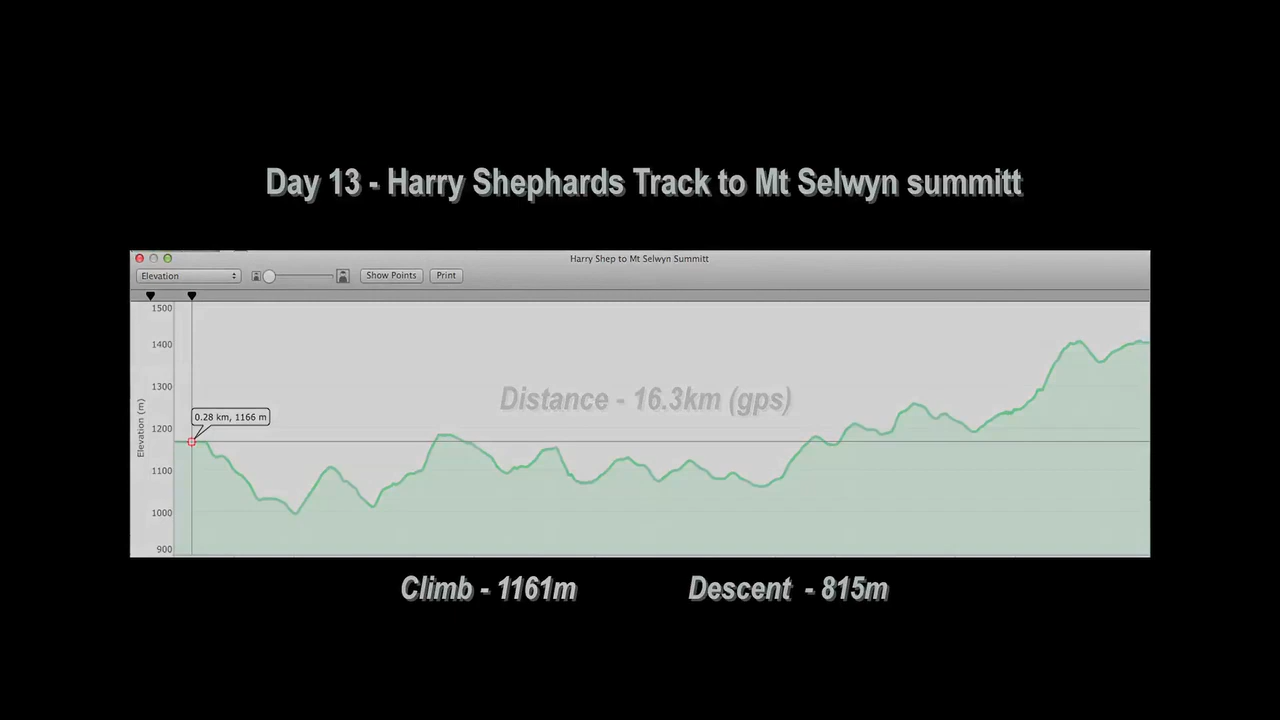 Day 13 - Harry Shephards Track to Mt Selwyn summitt
Harry Shep to Mt Selwyn Summitt
Elevation
Show Points
Print
1500
1400
1300
1200
1100
1000
900
Elevation (m)
0.28 km, 1166 m
Distance - 16.3km (gps)
Climb - 1161m
Descent - 815m